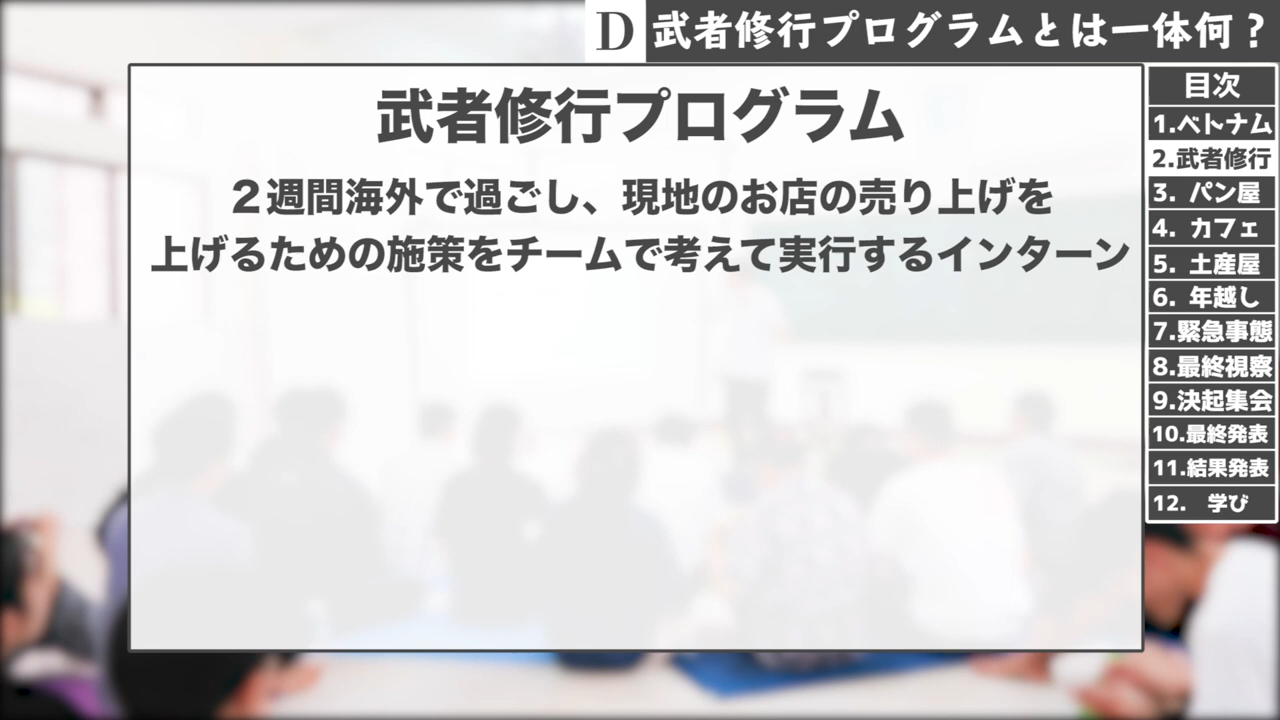 D 武者修行プログラムとは一体何？
武者修行プログラム
２週間海外で過ごし、現地のお店の売り上げを
上げるための施策をチームで考えて実行するインターン
目次
1.ベトナム
2.武者修行
3. パン屋
4. カフェ
5. 土産屋
6. 年越し
7.緊急事態
8.最終視察
9.決起集会
10.最終発表
11.結果発表
12. 学び